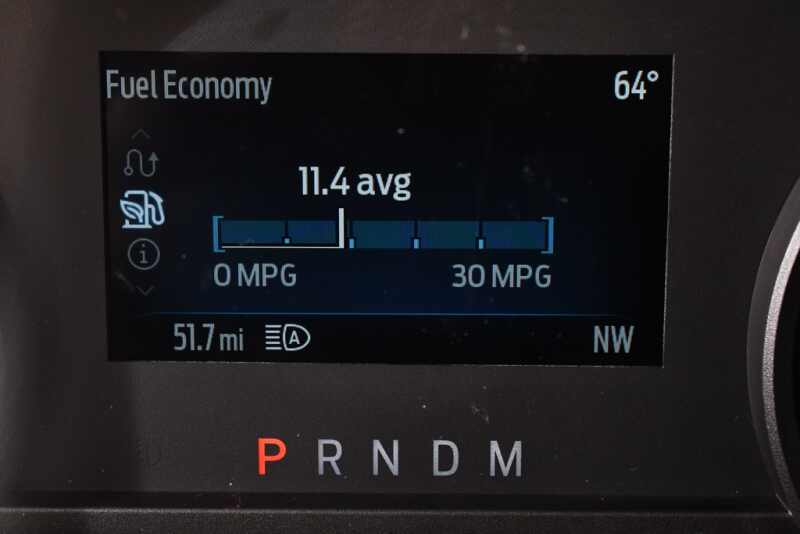 Fuel Economy 64°
11.4 avg
0 MPG 30 MPG
i
51.7 mi A NW
P R N D M